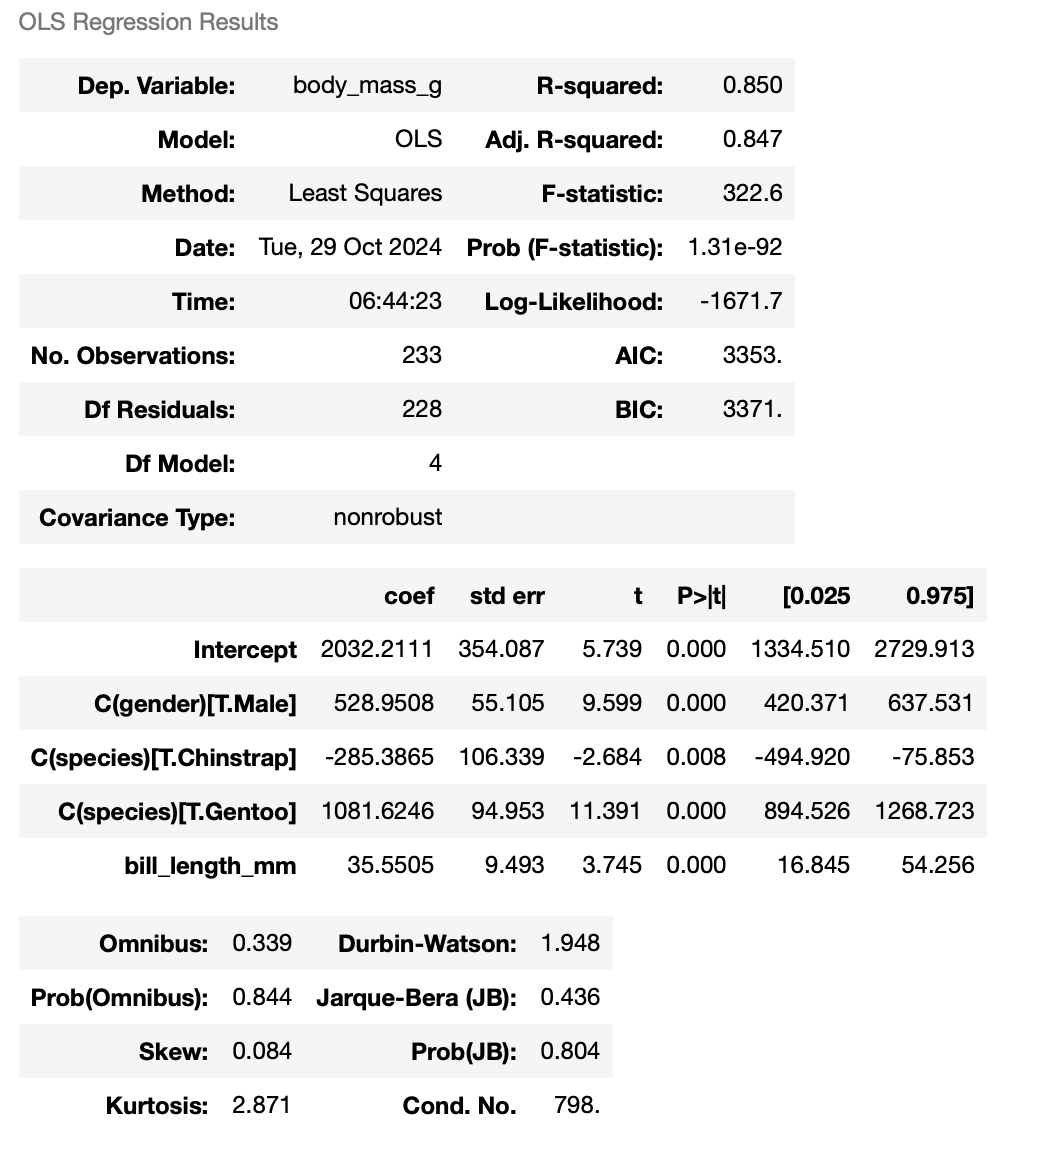 OLS Regression Results
Dep. Variable: body_mass_g R-squared: 0.850
Model: OLS Adj. R-squared: 0.847
Method: Least Squares F-statistic: 322.6
Date: Tue, 29 Oct 2024 Prob (F-statistic): 1.31e-92
Time: 06:44:23 Log-Likelihood: -1671.7
No. Observations: 233 AIC: 3353.
Df Residuals: 228 BIC: 3371.
Df Model: 4
Covariance Type: nonrobust
coef std err t P>|t| [0.025 0.975]
Intercept 2032.2111 354.087 5.739 0.000 1334.510 2729.913
C(gender)[T.Male] 528.9508 55.105 9.599 0.000 420.371 637.531
C(species)[T.Chinstrap] -285.3865 106.339 -2.684 0.008 -494.920 -75.853
C(species)[T.Gentoo] 1081.6246 94.953 11.391 0.000 894.526 1268.723
bill_length_mm 35.5505 9.493 3.745 0.000 16.845 54.256
Omnibus: 0.339 Durbin-Watson: 1.948
Prob(Omnibus): 0.844 Jarque-Bera (JB): 0.436
Skew: 0.084 Prob(JB): 0.804
Kurtosis: 2.871 Cond. No. 798.